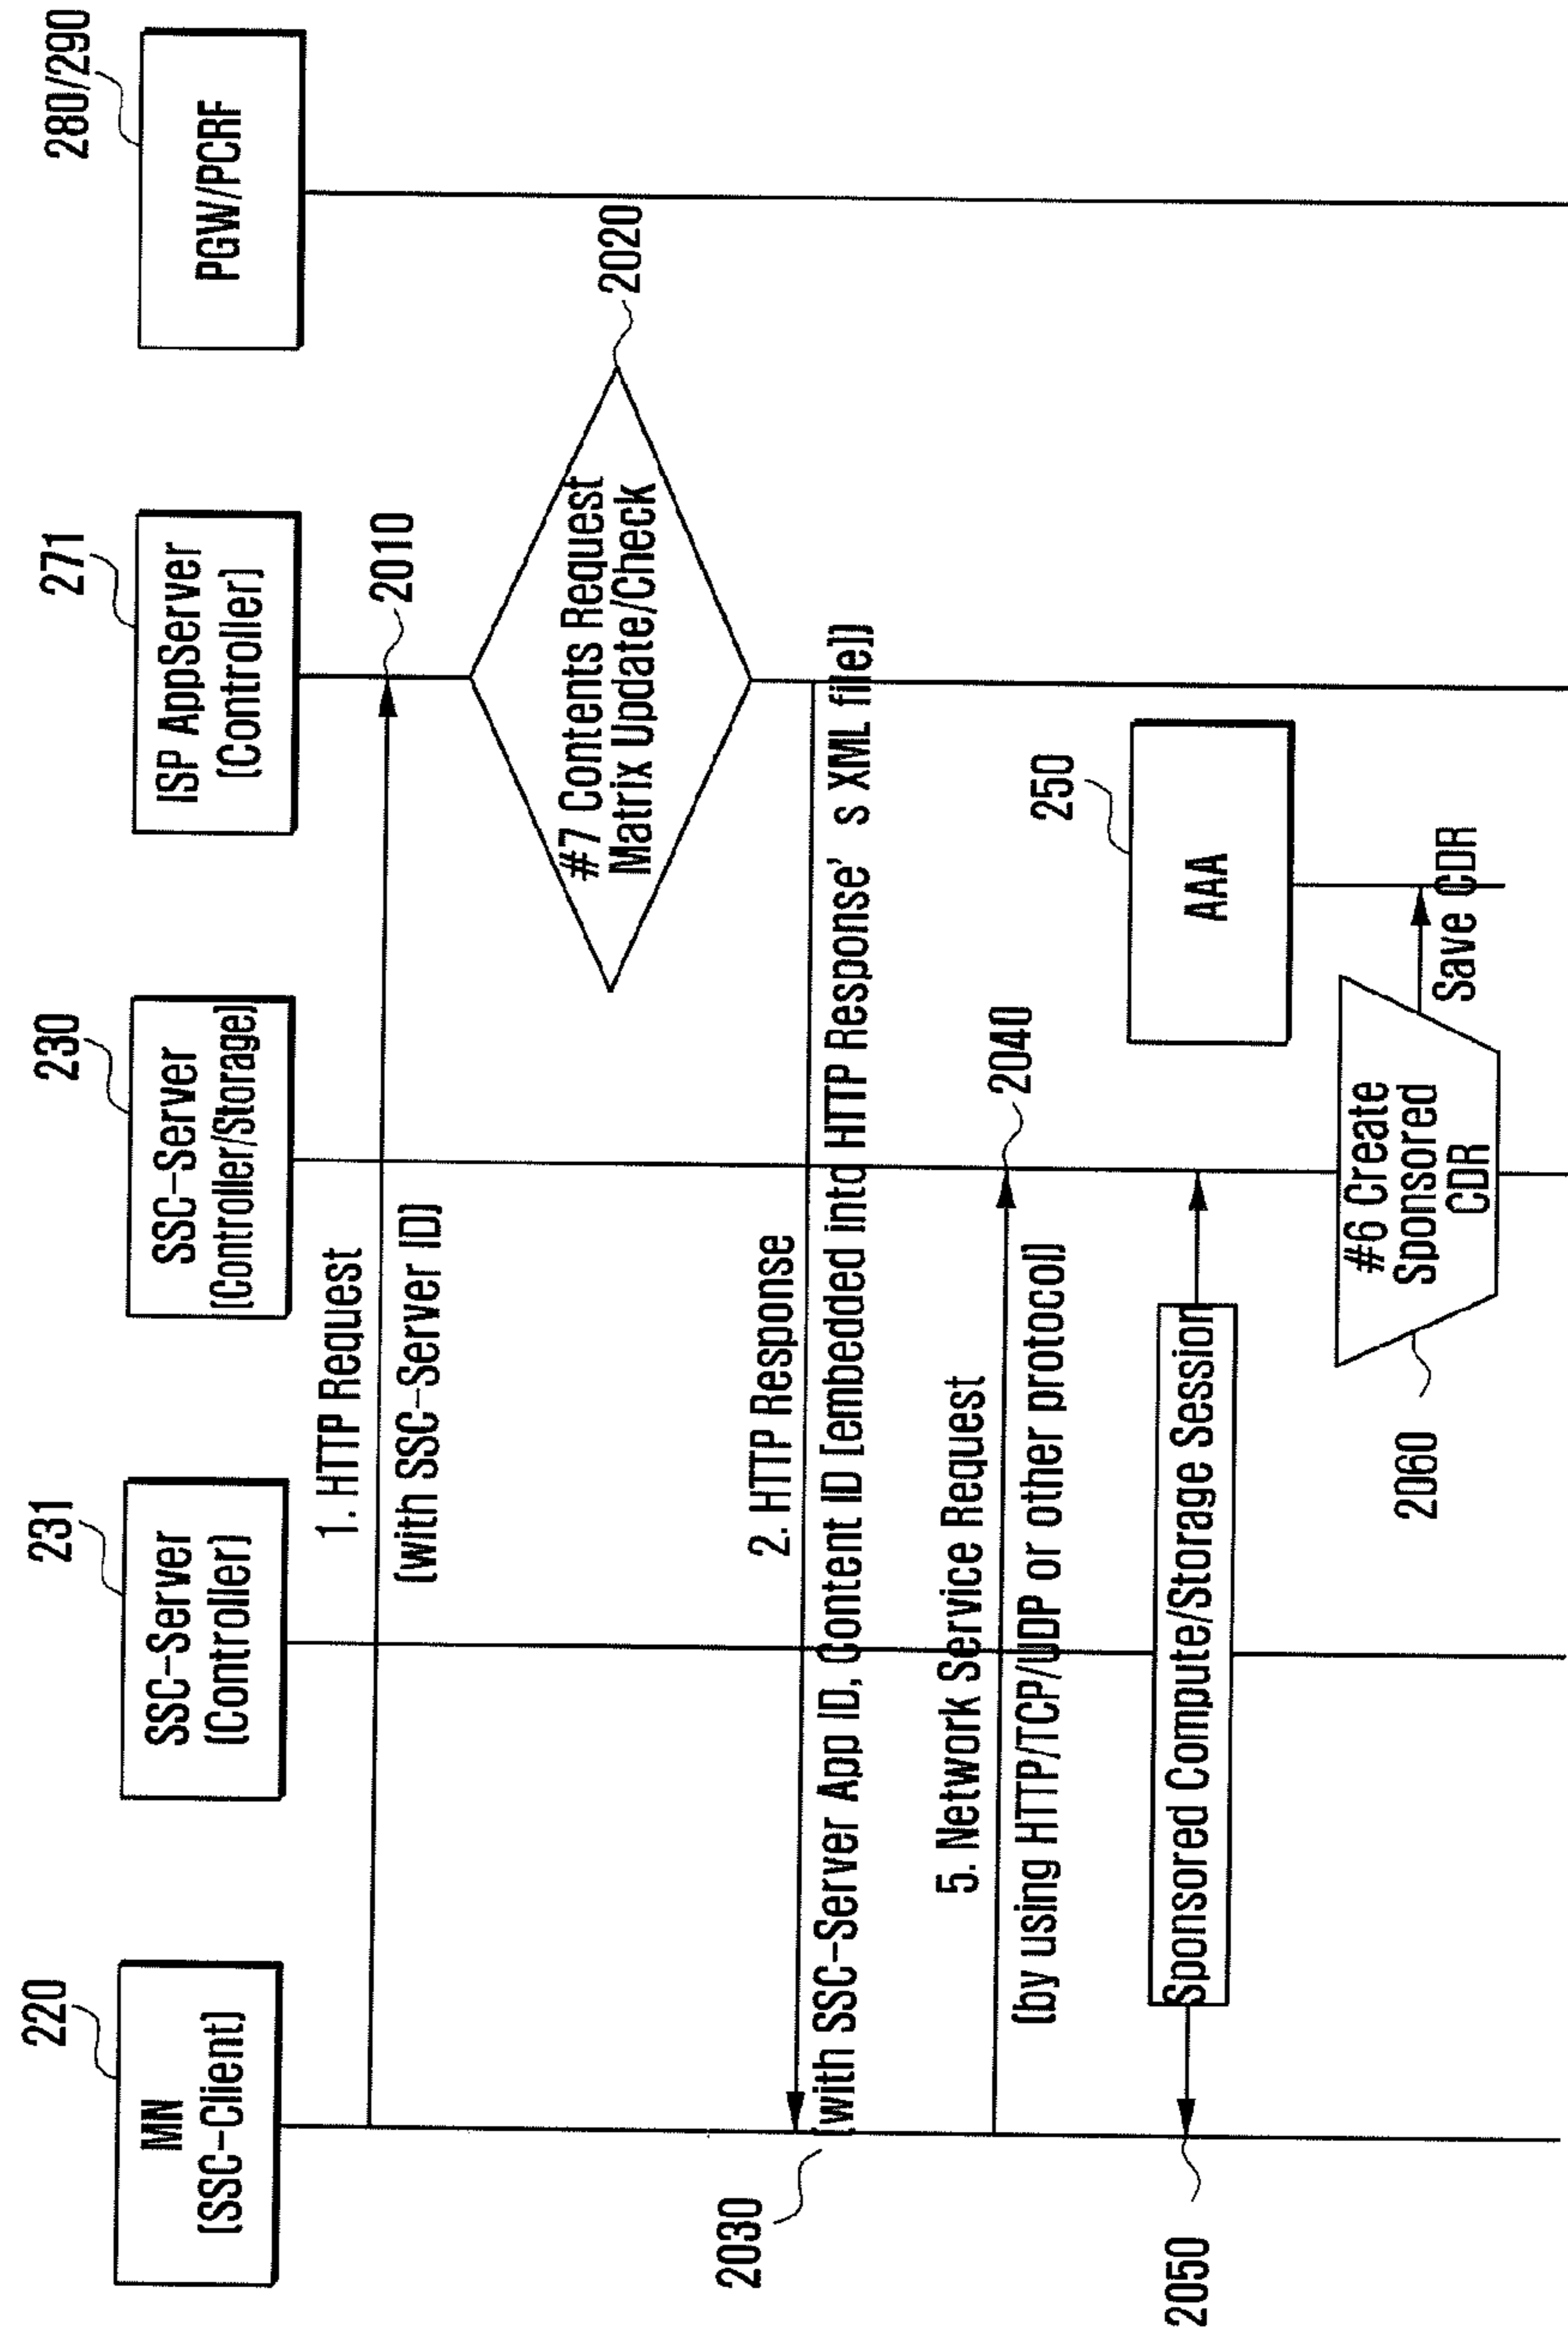 220
MN
(SSC-Client)
231
SSC-Server
(Controller)
230
SSC-Server
(Controller/Storage)
271
ISP AppServer
(Controller)
280/290
PGW/PCRF
1. HTTP Request
(with SSC-Server ID)
2010
#7 Contents Request
Matrix Update/Check
2020
2. HTTP Response
(with SSC-Server App ID, Content ID [embedded into HTTP Response' s XML file])
2030
5. Network Service Request
(by using HTTP/TCP/UDP or other protocol)
2040
250
AAA
Sponsored Compute/Storage Session
2050
#6 Create
Sponsored
CDR
2060
Save CDR